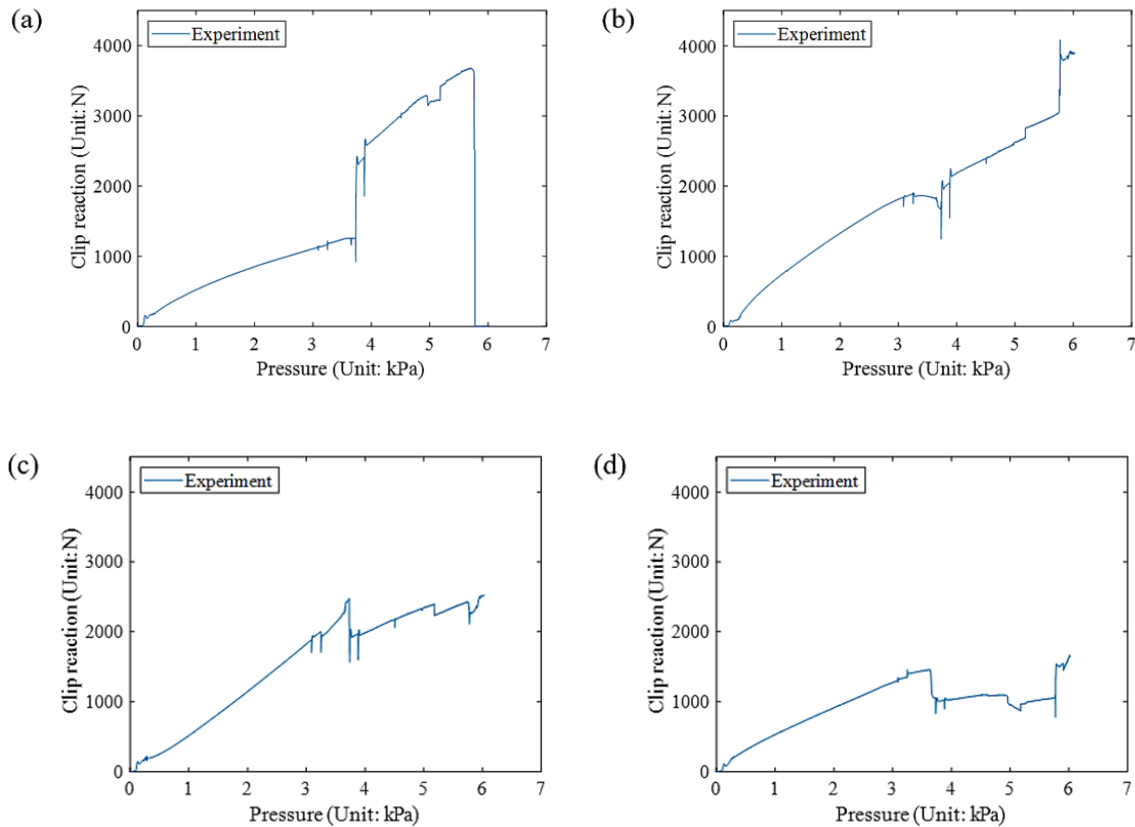 (a)
Experiment
4000
3000
2000
1000
0
Clip reaction (Unit: N)
0 1 2 3 4 5 6 7
Pressure (Unit: kPa)
(b)
Experiment
4000
3000
2000
1000
0
Clip reaction (Unit: N)
0 1 2 3 4 5 6 7
Pressure (Unit: kPa)
(c)
Experiment
4000
3000
2000
1000
0
Clip reaction (Unit: N)
0 1 2 3 4 5 6 7
Pressure (Unit: kPa)
(d)
Experiment
4000
3000
2000
1000
0
Clip reaction (Unit: N)
0 1 2 3 4 5 6 7
Pressure (Unit: kPa)